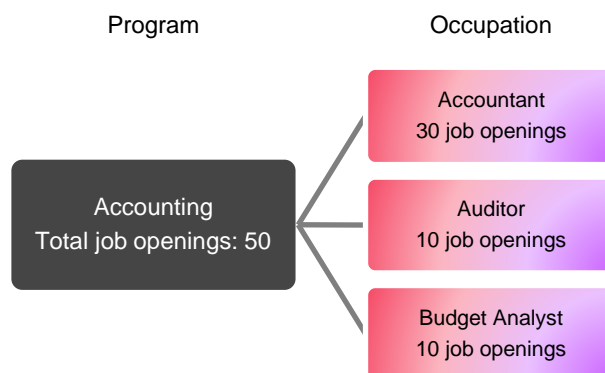 Program
Occupation
Accountant
30 job openings
Accounting
Total job openings: 50
Auditor
10 job openings
Budget Analyst
10 job openings